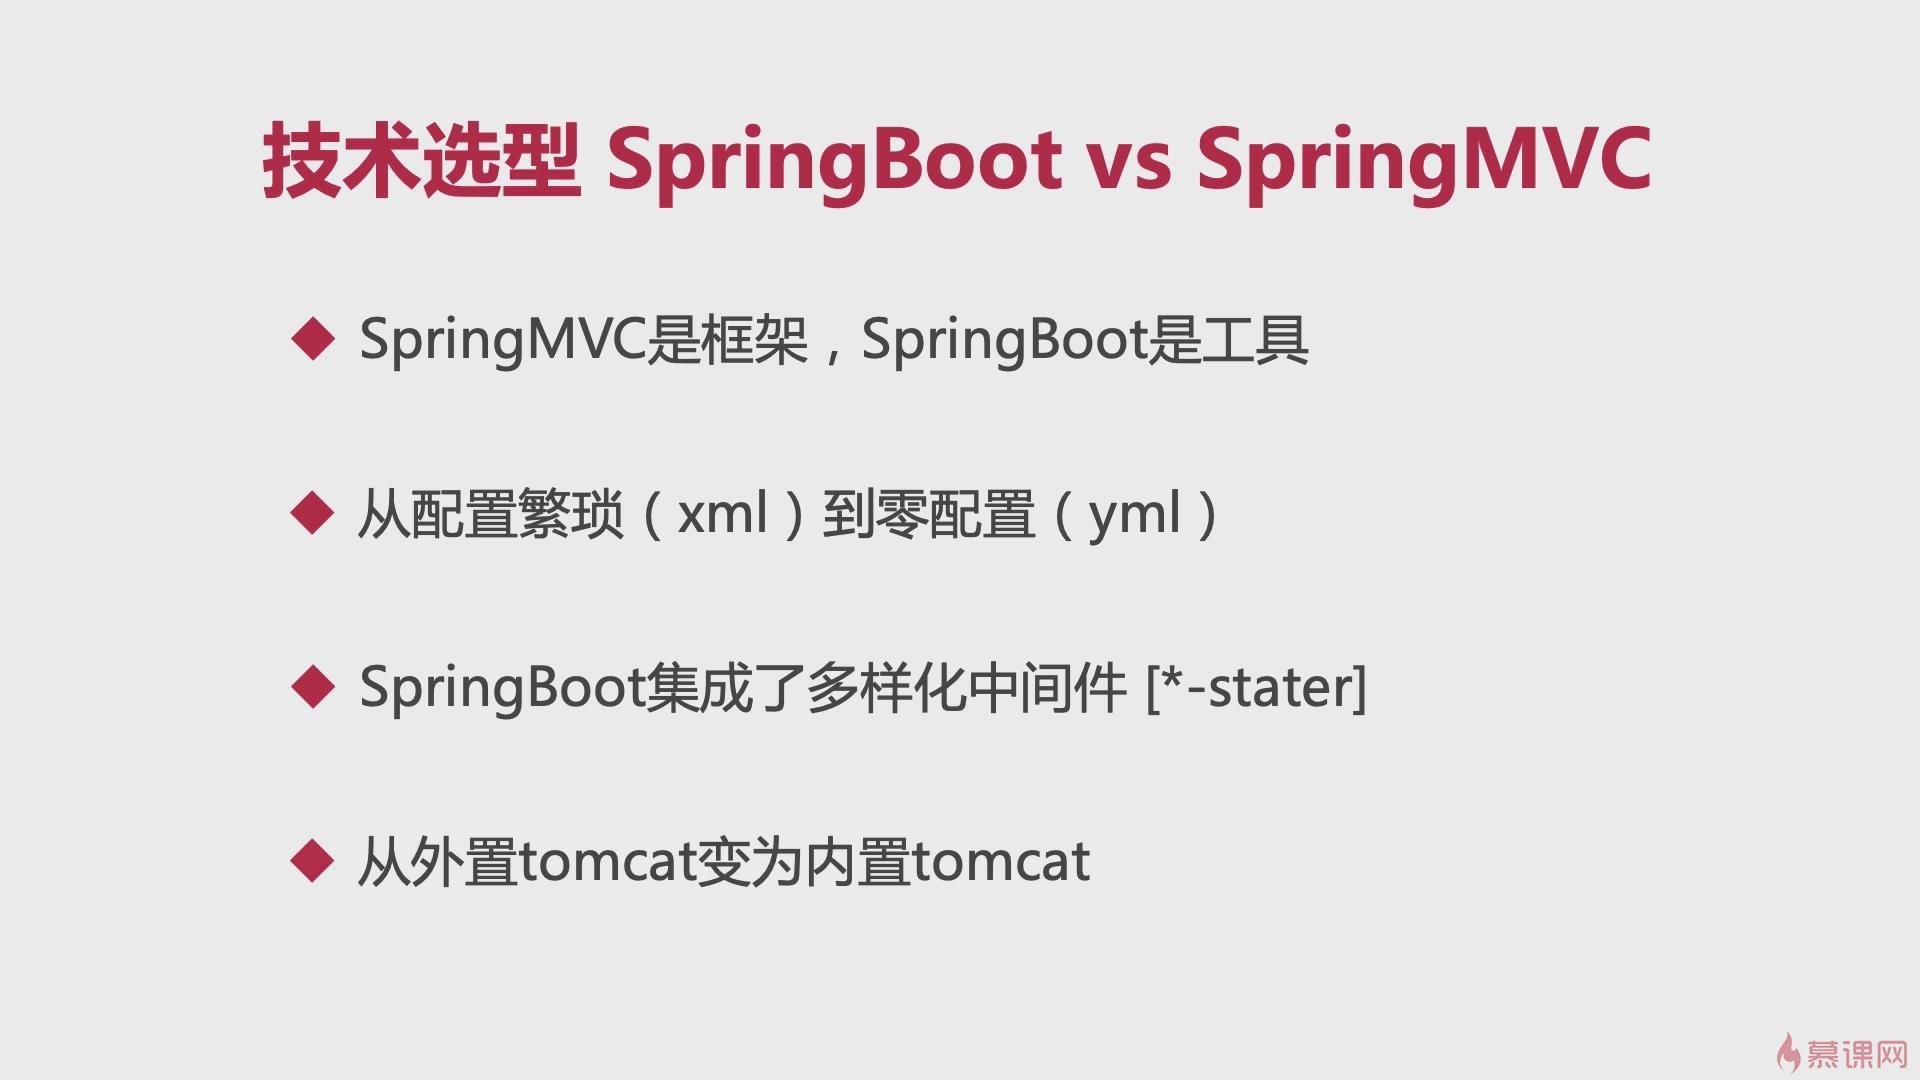 技术选型 SpringBoot vs SpringMVC
SpringMVC是框架，SpringBoot是工具
从配置繁琐（xml）到零配置（yml）
SpringBoot集成了多样化中间件 [*-stater]
从外置tomcat变为内置tomcat
慕课网